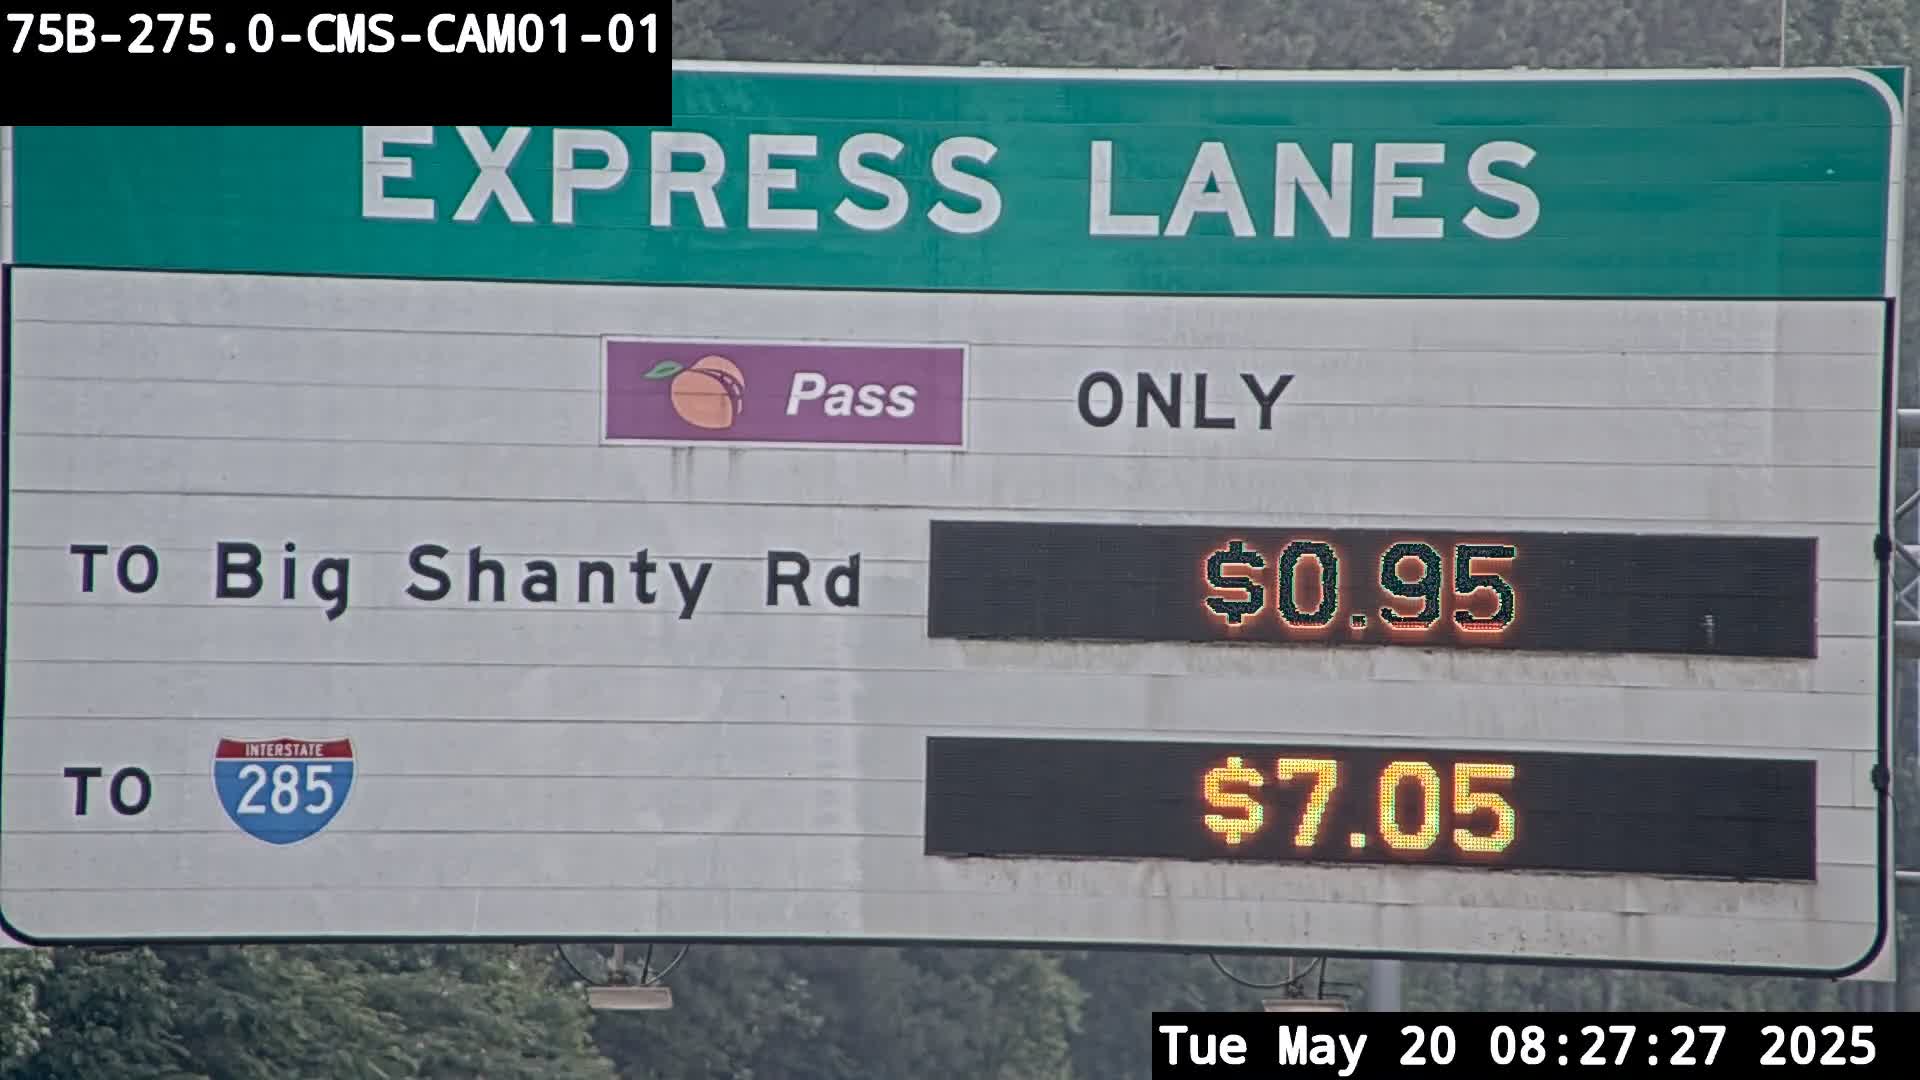 75B-275.0-CMS-CAM01-01
EXPRESS LANES
Pass ONLY
TO Big Shanty Rd $0.95
INTERSTATE
TO 285 $7.05
Tue May 20 08:27:27 2025